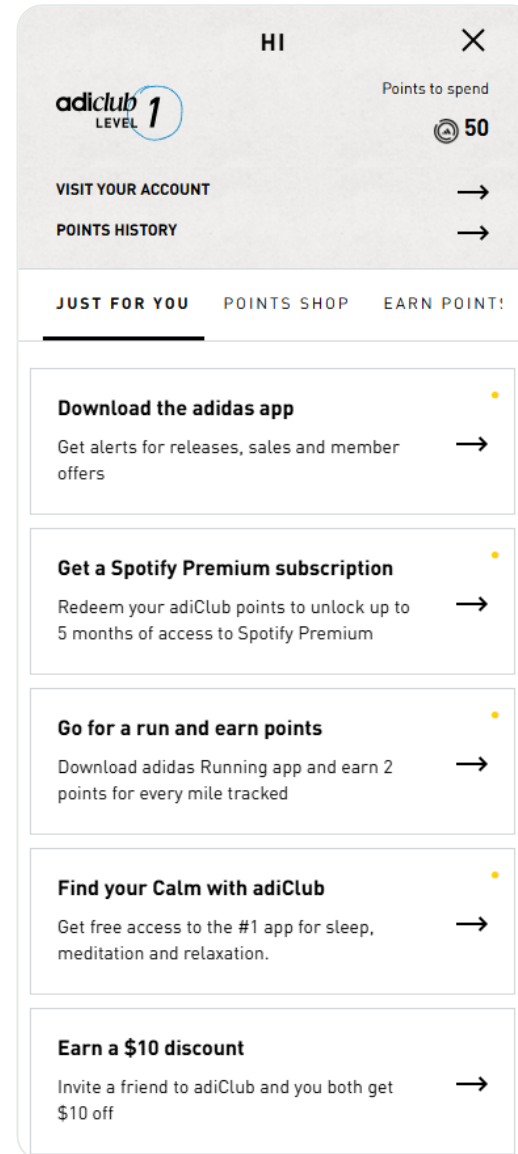 HI
Points to spend
adiclub
LEVEL 1
50
VISIT YOUR ACCOUNT
POINTS HISTORY
JUST FOR YOU POINTS SHOP EARN POINTS
Download the adidas app
Get alerts for releases, sales and member
offers
Get a Spotify Premium subscription
Redeem your adiClub points to unlock up to
5 months of access to Spotify Premium
Go for a run and earn points
Download adidas Running app and earn 2
points for every mile tracked
Find your Calm with adiClub
Get free access to the #1 app for sleep,
meditation and relaxation.
Earn a $10 discount
Invite a friend to adiClub and you both get
$10 off